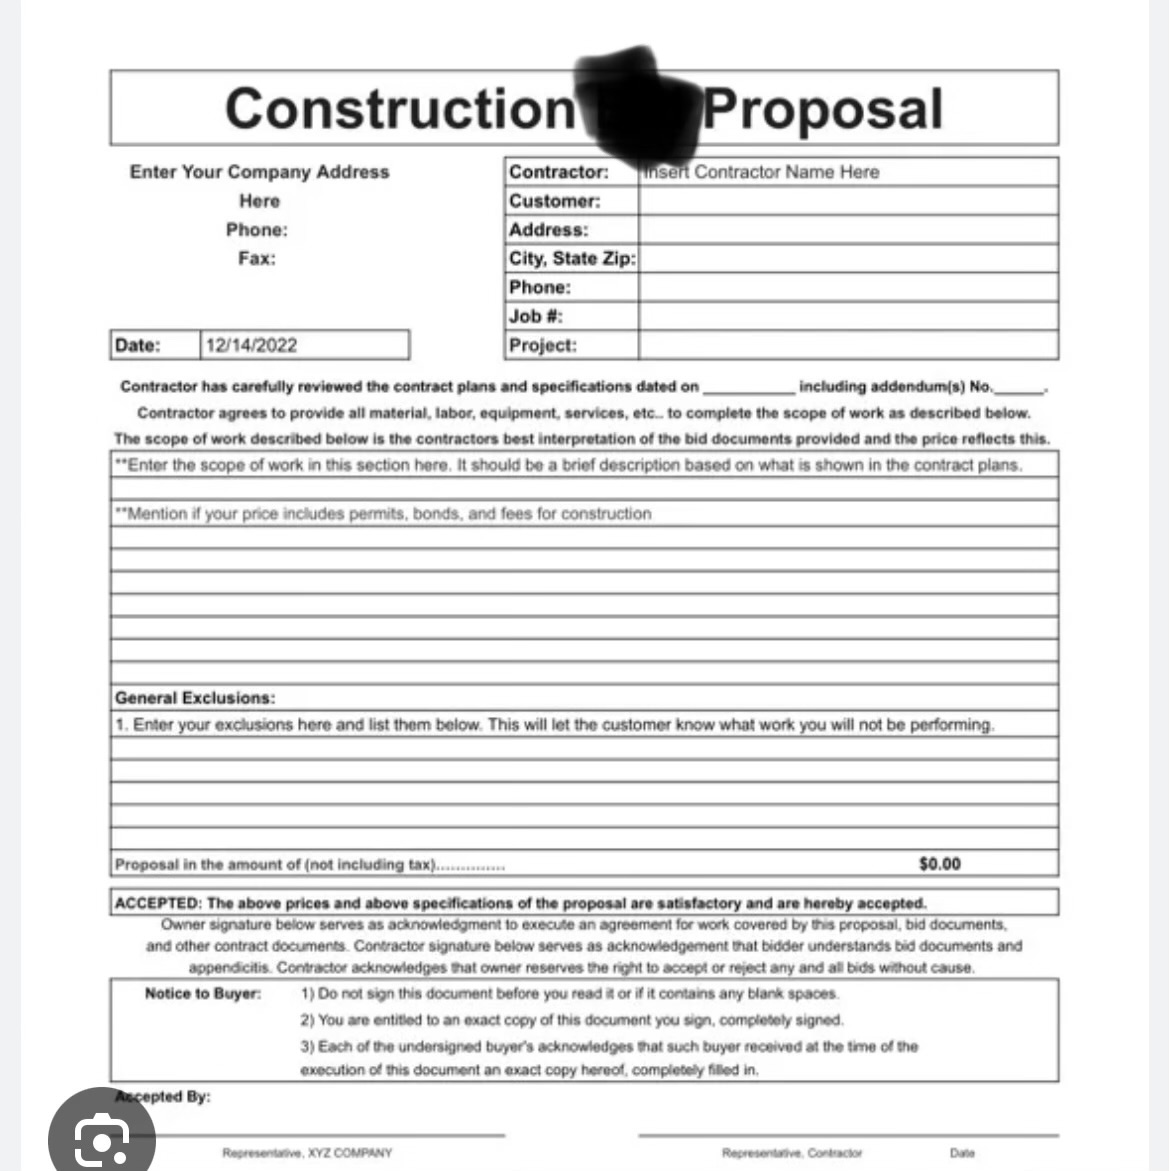 Construction Proposal
Enter Your Company Address
Here
Phone:
Fax:
Contractor: Insert Contractor Name Here
Customer:
Address:
City, State Zip:
Phone:
Job #:
Project:
Date: 12/14/2022
Contractor has carefully reviewed the contract plans and specifications dated on __________ including addendum(s) No._____.
Contractor agrees to provide all material, labor, equipment, services, etc.. to complete the scope of work as described below.
The scope of work described below is the contractors best interpretation of the bid documents provided and the price reflects this.
**Enter the scope of work in this section here. It should be a brief description based on what is shown in the contract plans.
**Mention if your price includes permits, bonds, and fees for construction
General Exclusions:
1. Enter your exclusions here and list them below. This will let the customer know what work you will not be performing.
Proposal in the amount of (not including tax).............. $0.00
ACCEPTED: The above prices and above specifications of the proposal are satisfactory and are hereby accepted.
Owner signature below serves as acknowledgment to execute an agreement for work covered by this proposal, bid documents,
and other contract documents. Contractor signature below serves as acknowledgement that bidder understands bid documents and
appendicitis. Contractor acknowledges that owner reserves the right to accept or reject any and all bids without cause.
Notice to Buyer: 1) Do not sign this document before you read it or if it contains any blank spaces.
2) You are entitled to an exact copy of this document you sign, completely signed.
3) Each of the undersigned buyer's acknowledges that such buyer received at the time of the
execution of this document an exact copy hereof, completely filled in.
Accepted By:
Representative, XYZ COMPANY Representative, Contractor Date